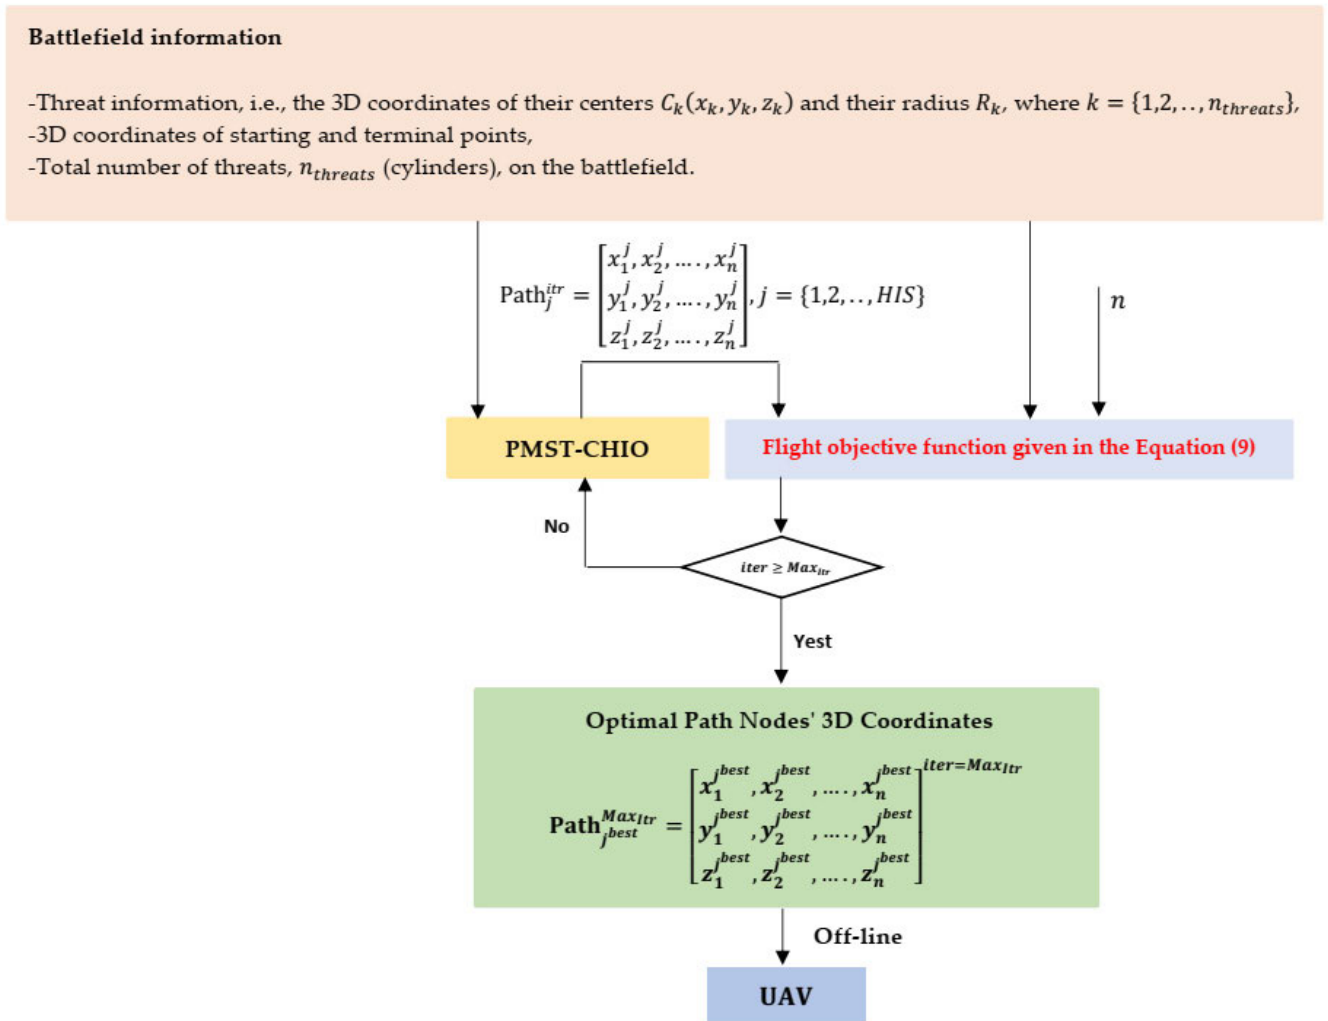 Battlefield information
-Threat information, i.e., the 3D coordinates of their centers C_k(x_k, y_k, z_k) and their radius R_k, where k = {1,2, . . , n_threats},
-3D coordinates of starting and terminal points,
-Total number of threats, n_threats (cylinders), on the battlefield.
Path_j^itr = [x_1^j, x_2^j, …. , x_n^j
y_1^j, y_2^j, …. , y_n^j
z_1^j, z_2^j, …. , z_n^j], j = {1,2, . . , HIS}
n
PMST-CHIO
Flight objective function given in the Equation (9)
No
iter ≥ Max_Itr
Yest
Optimal Path Nodes' 3D Coordinates
Path_{j^best}^{Max_Itr} = [x_1^{j^best}, x_2^{j^best}, …. , x_n^{j^best}
y_1^{j^best}, y_2^{j^best}, …. , y_n^{j^best}
z_1^{j^best}, z_2^{j^best}, …. , z_n^{j^best}]^{iter=Max_Itr}
Off-line
UAV